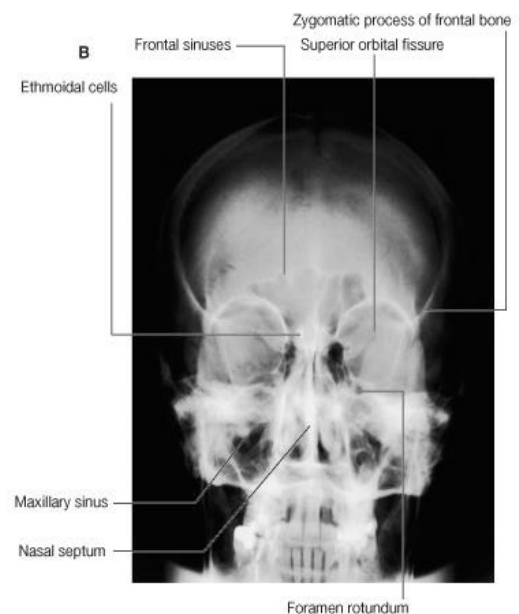 Zygomatic process of frontal bone
B
Frontal sinuses
Superior orbital fissure
Ethmoidal cells
Maxillary sinus
Nasal septum
Foramen rotundum